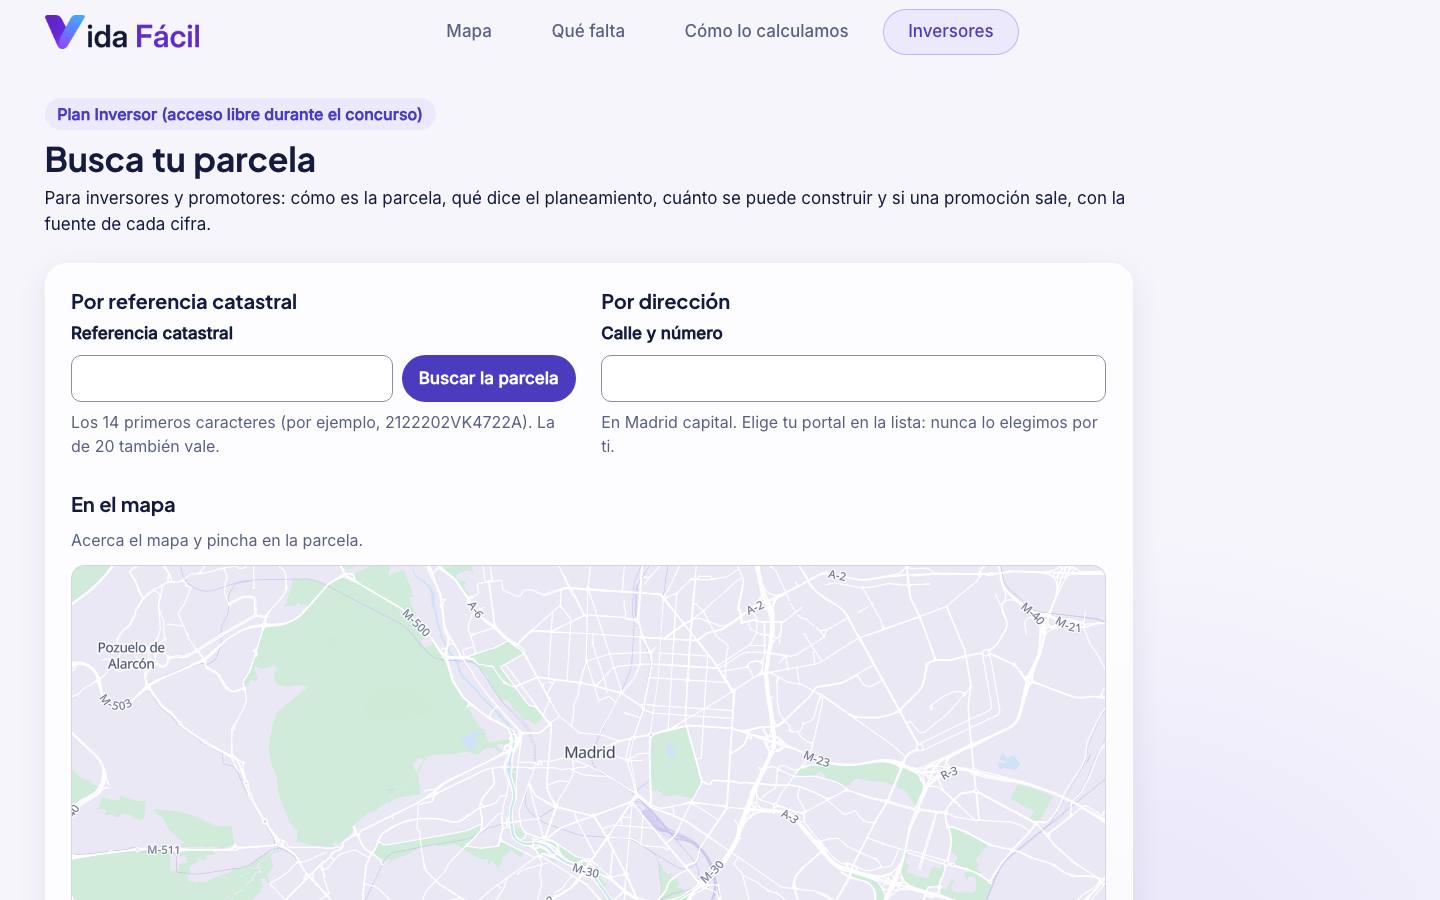 Vida Fácil
Mapa
Qué falta
Cómo lo calculamos
Inversores
Plan Inversor (acceso libre durante el concurso)
Busca tu parcela
Para inversores y promotores: cómo es la parcela, qué dice el planeamiento, cuánto se puede construir y si una promoción sale, con la
fuente de cada cifra.
Por referencia catastral
Referencia catastral
Buscar la parcela
Los 14 primeros caracteres (por ejemplo, 2122202VK4722A). La
de 20 también vale.
Por dirección
Calle y número
En Madrid capital. Elige tu portal en la lista: nunca lo elegimos por
ti.
En el mapa
Acerca el mapa y pincha en la parcela.
A-2
A-6
A-2
M-500
M-40
M-21
Pozuelo de
Alarcón
M-503
Madrid
M-23
R-3
A-3
M-511
M-30
M-30